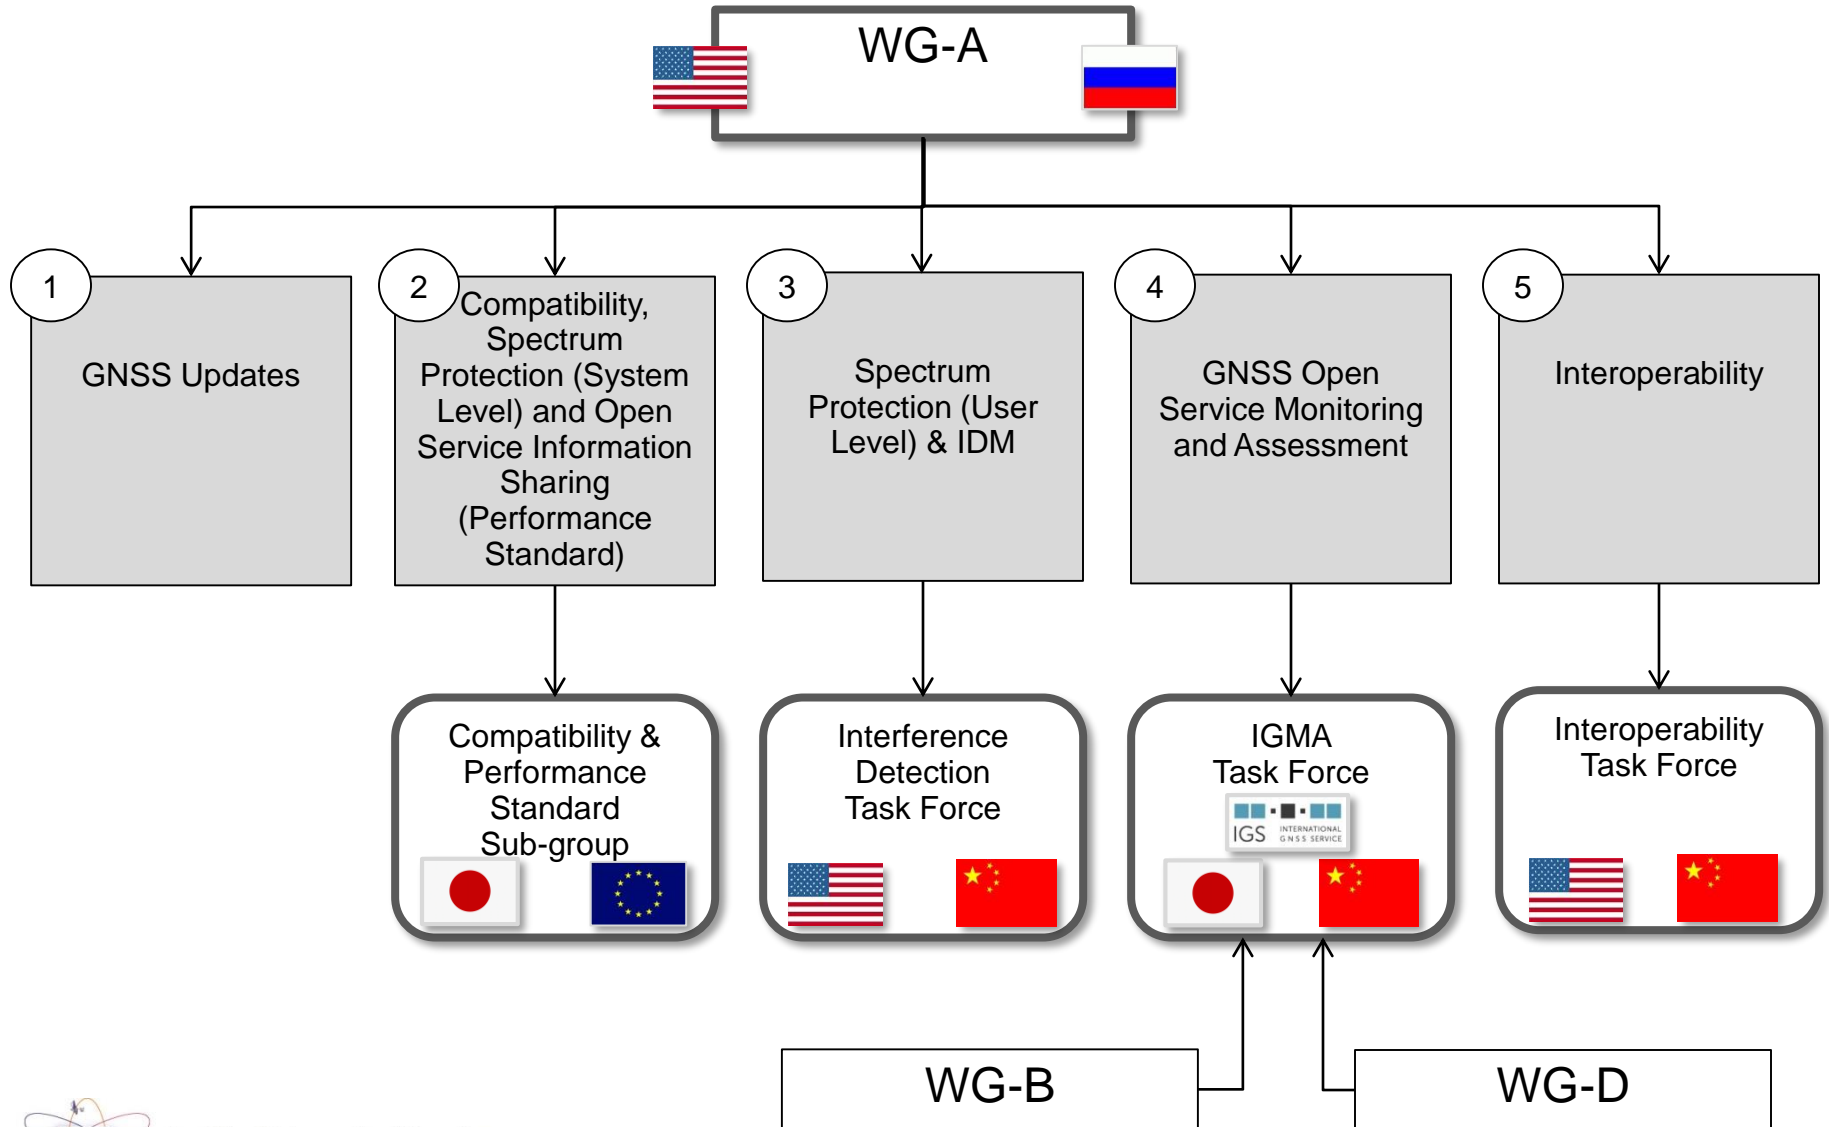 WG-A
1
GNSS Updates
2
Compatibility,
Spectrum
Protection (System
Level) and Open
Service Information
Sharing
(Performance
Standard)
3
Spectrum
Protection (User
Level) & IDM
4
GNSS Open
Service Monitoring
and Assessment
5
Interoperability
Compatibility &
Performance
Standard
Sub-group
Interference
Detection
Task Force
IGMA
Task Force
IGS INTERNATIONAL
GNSS SERVICE
Interoperability
Task Force
WG-B
WG-D